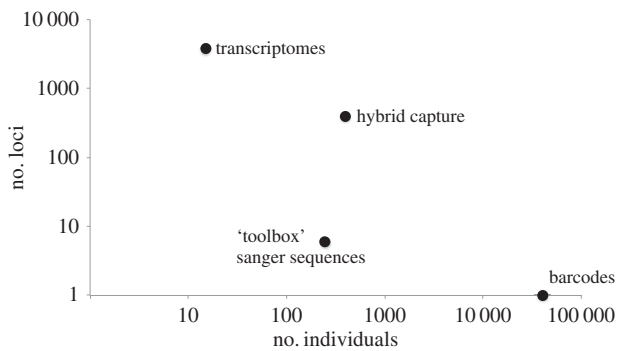 10 000
transcriptomes
1000
hybrid capture
no. loci
100
10
‘toolbox’
sanger sequences
barcodes
1
10
100
1000
10 000
100 000
no. individuals